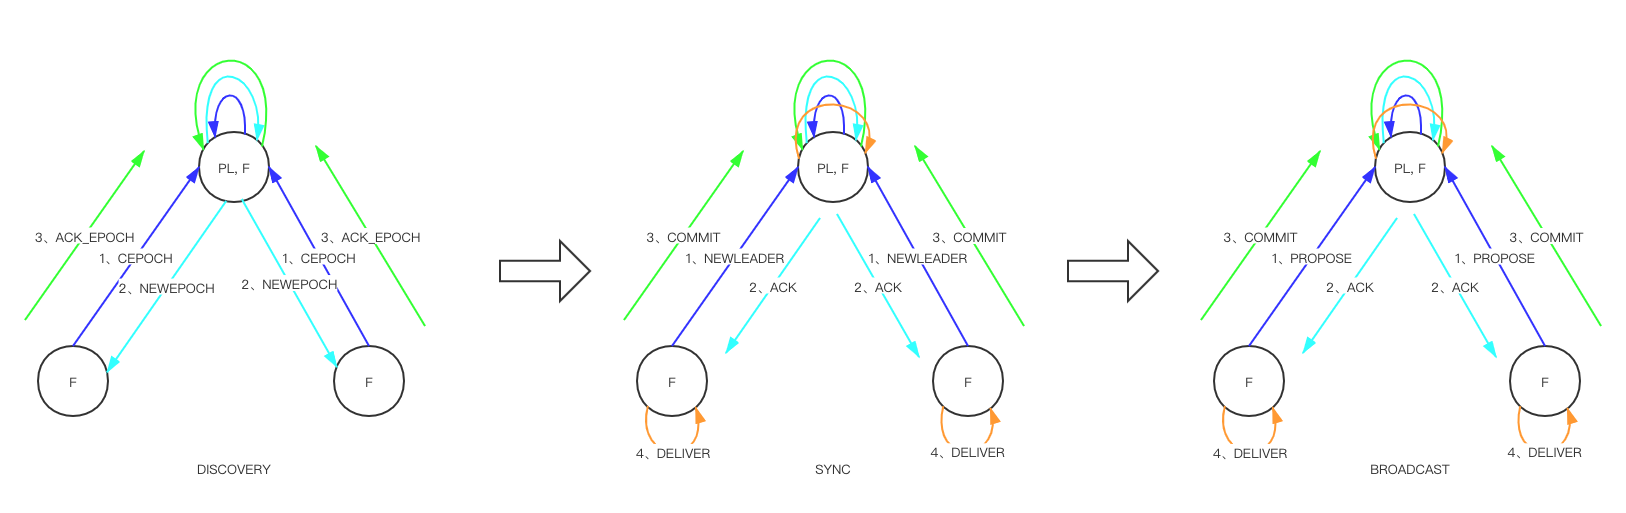 PL, F
3、ACK_EPOCH
3、ACK_EPOCH
1、CEPOCH
1、CEPOCH
2、NEWEPOCH
2、NEWEPOCH
F
F
DISCOVERY
PL, F
3、COMMIT
3、COMMIT
1、NEWLEADER
1、NEWLEADER
2、ACK
2、ACK
F
F
4、DELIVER
4、DELIVER
SYNC
PL, F
3、COMMIT
3、COMMIT
1、PROPOSE
1、PROPOSE
2、ACK
2、ACK
F
F
4、DELIVER
4、DELIVER
BROADCAST